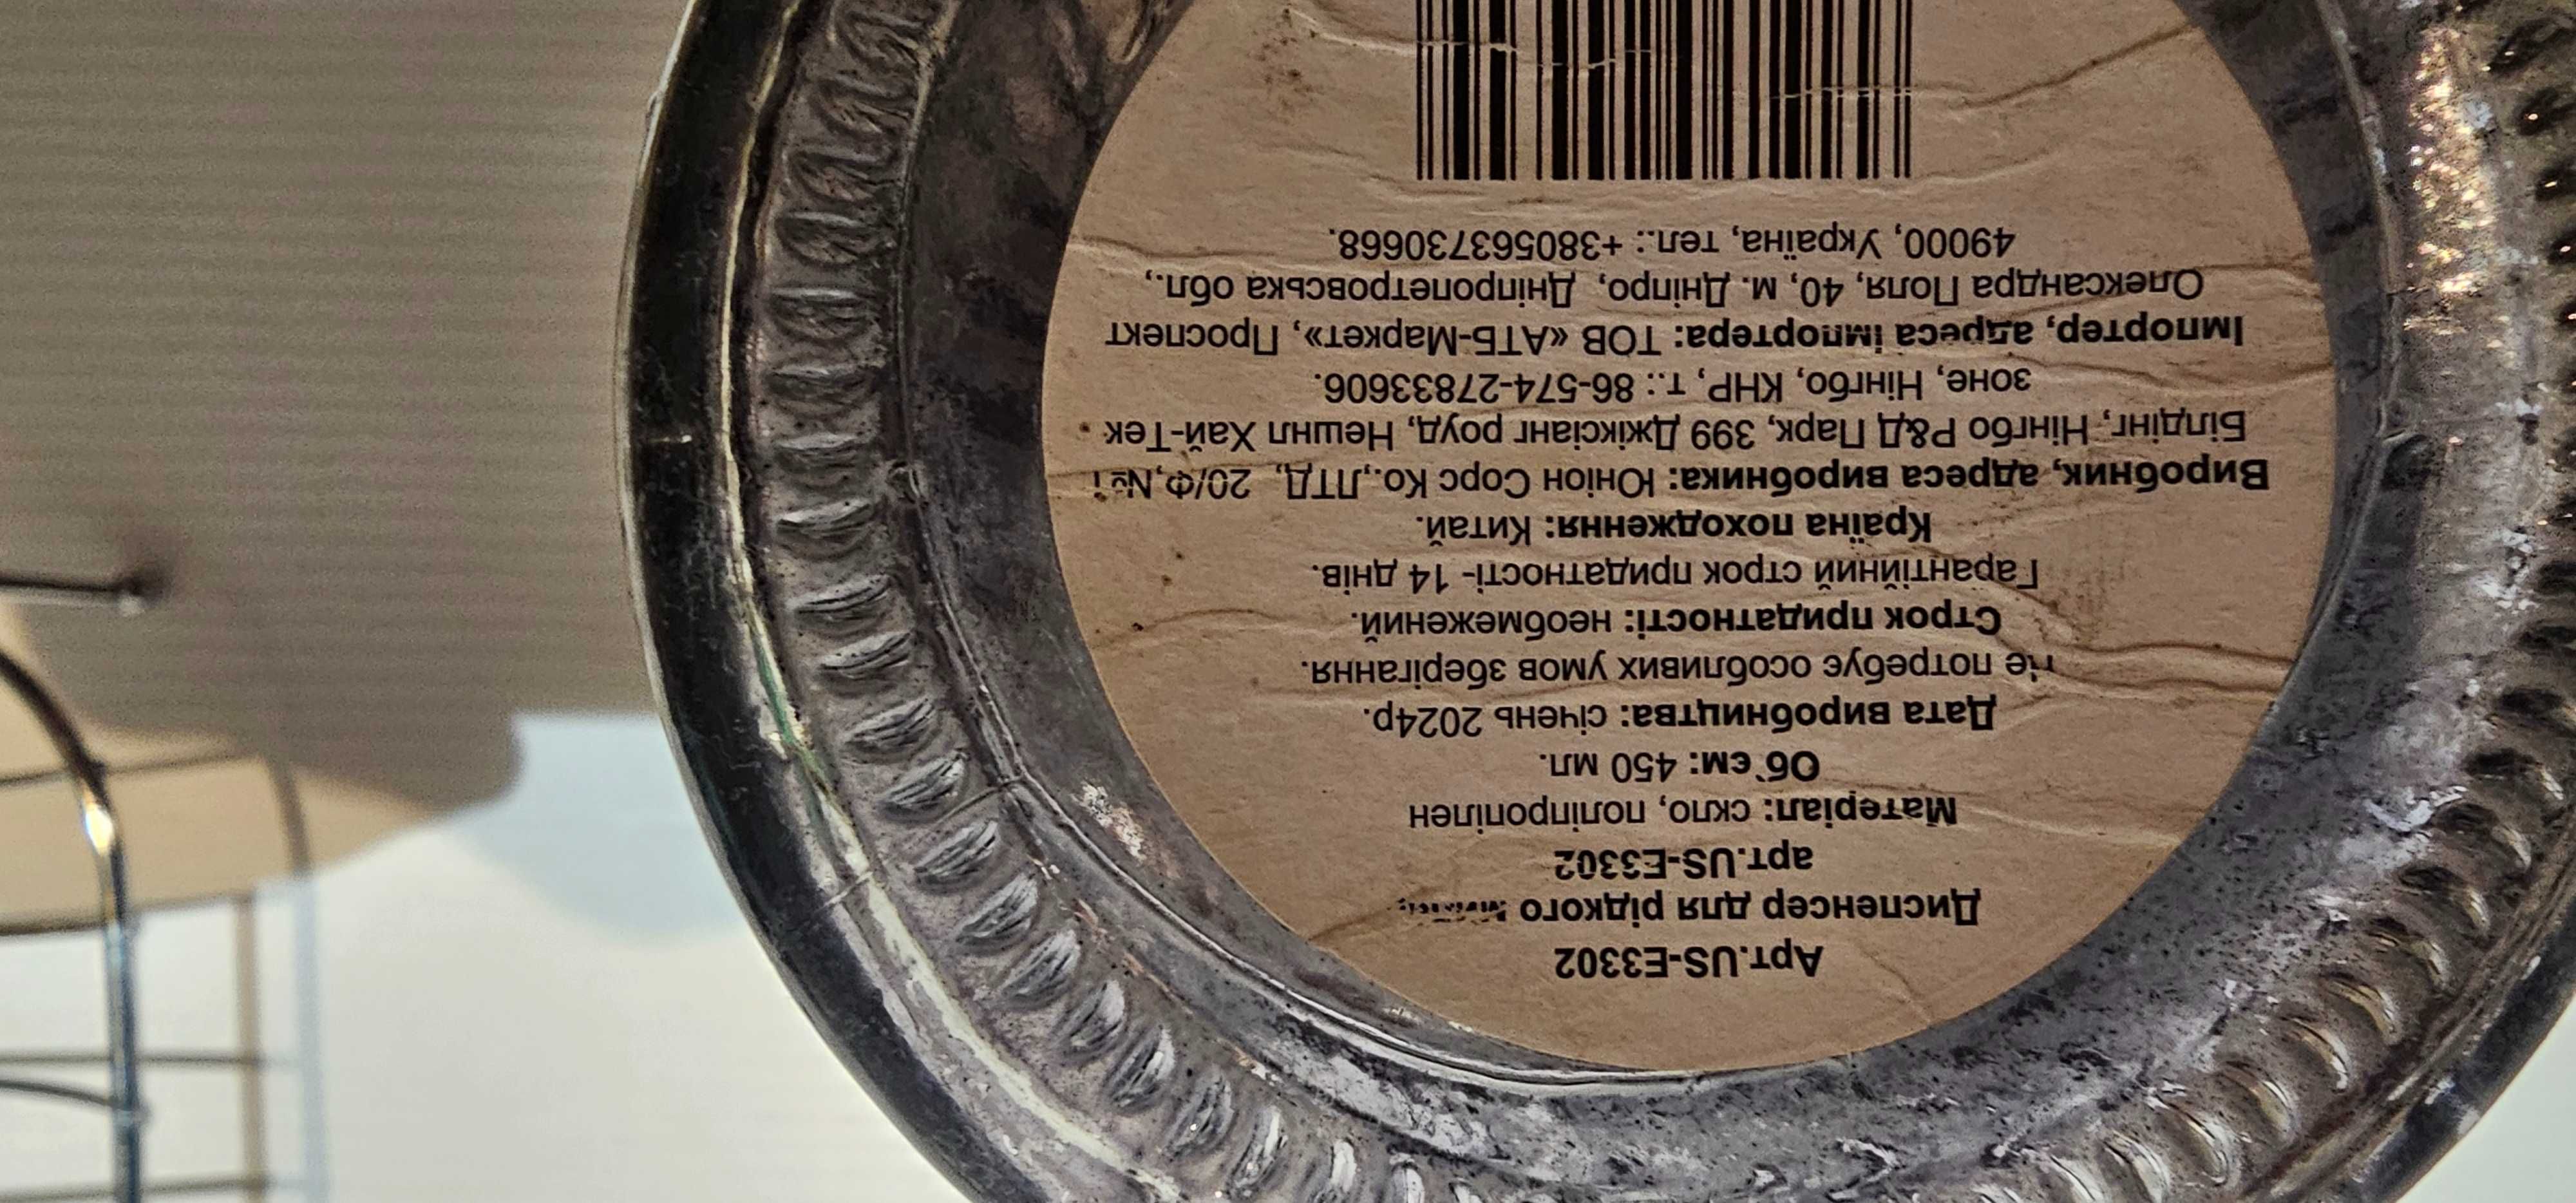 Арт.US-E3302
Диспенсер для рідкого
арт.US-E3302
Матеріал: скло, поліпропілен
Об`єм: 450 мл.
Дата виробництва: січень 2024р.
Не потребує особливих умов зберігання.
Строк придатності: необмежений.
Гарантійний строк придатності- 14 днів.
Країна походження: Китай.
Виробник, адреса виробника: Юніон Сорс Ко.,ЛТД, 20/Ф,№1
Білдінг, Нінгбо Р&Д Парк, 399 Джіксіанг роуд, Нешнл Хай-Тек
зоне, Нінгбо, КНР, т.: 86-574-27833606.
Імпортер, адреса імпортера: ТОВ «АТБ-Маркет», Проспект
Олександра Поля, 40, м. Дніпро, Дніпропетровська обл.,
49000, Україна, тел.: +380563730668.